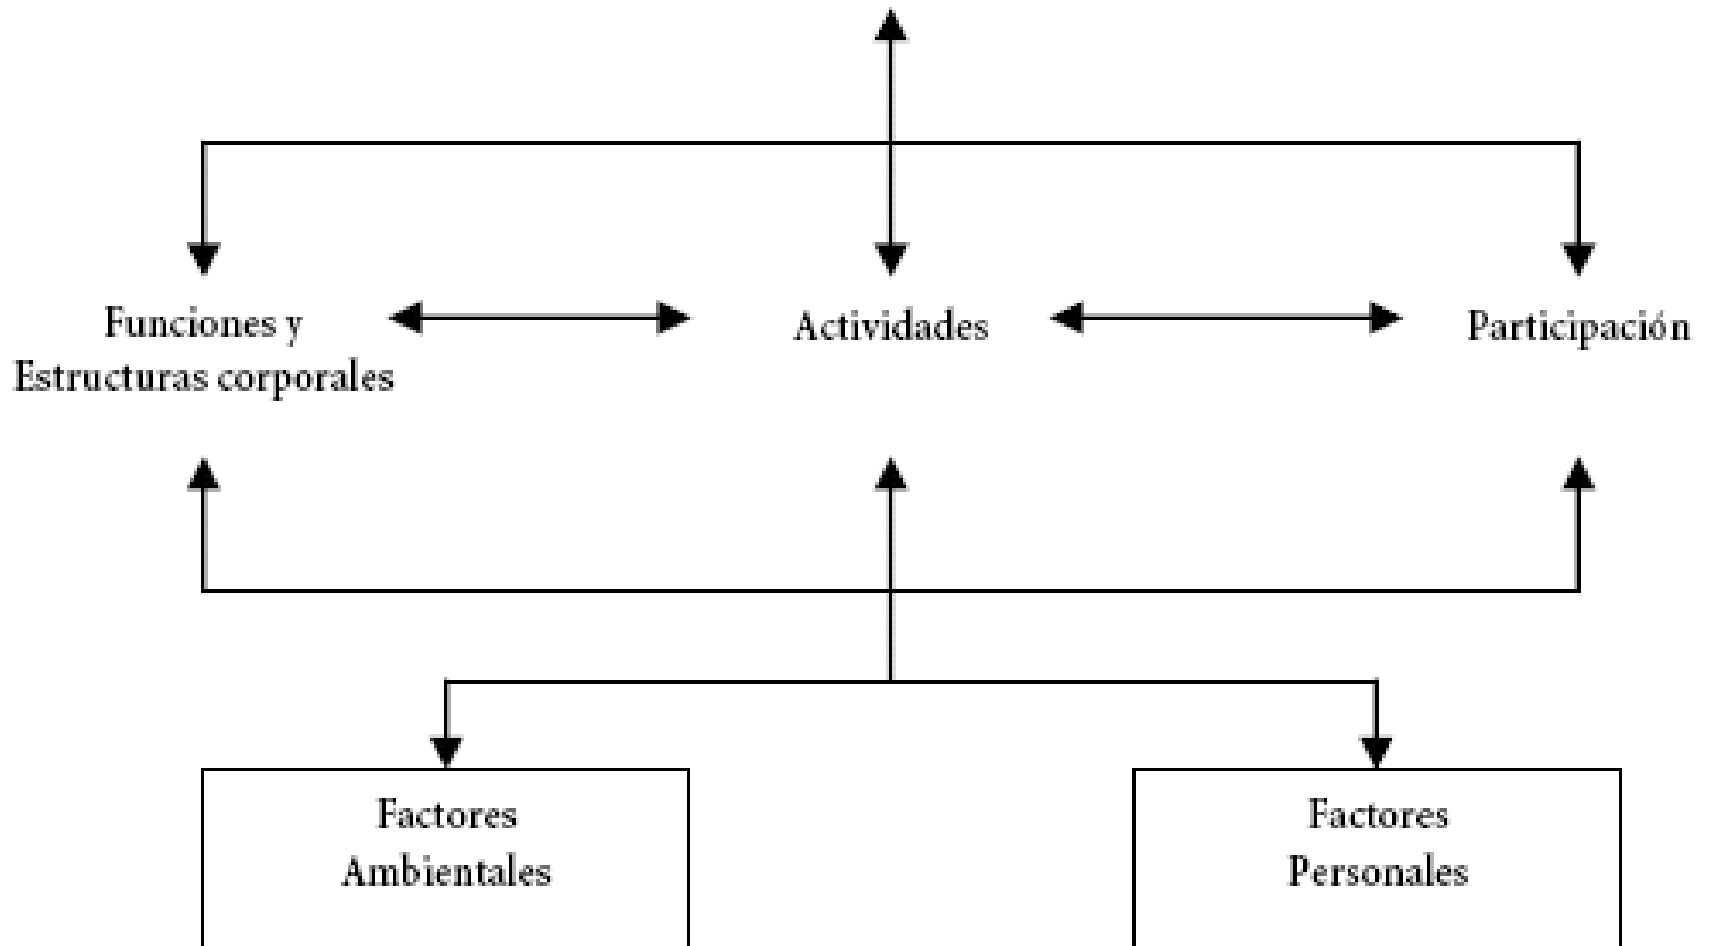 Funciones y
Estructuras corporales
Actividades
Participación
Factores
Ambientales
Factores
Personales